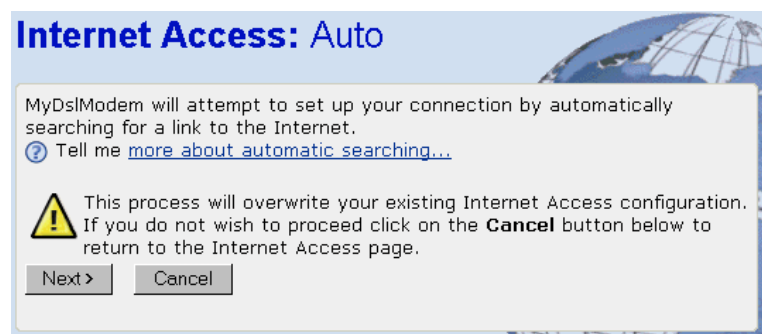 Internet Access: Auto
MyDslModem will attempt to set up your connection by automatically
searching for a link to the Internet.
? Tell me more about automatic searching...
This process will overwrite your existing Internet Access configuration.
If you do not wish to proceed click on the Cancel button below to
return to the Internet Access page.
Next> Cancel